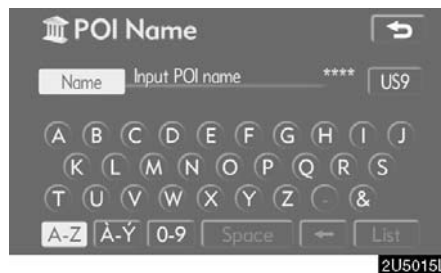 POI Name
Name Input POI name **** US9
A B C D E F G H I J
K L M N O P Q R S
T U V W X Y Z - &
A-Z À-Ý 0-9 Space ← List
2U5015I